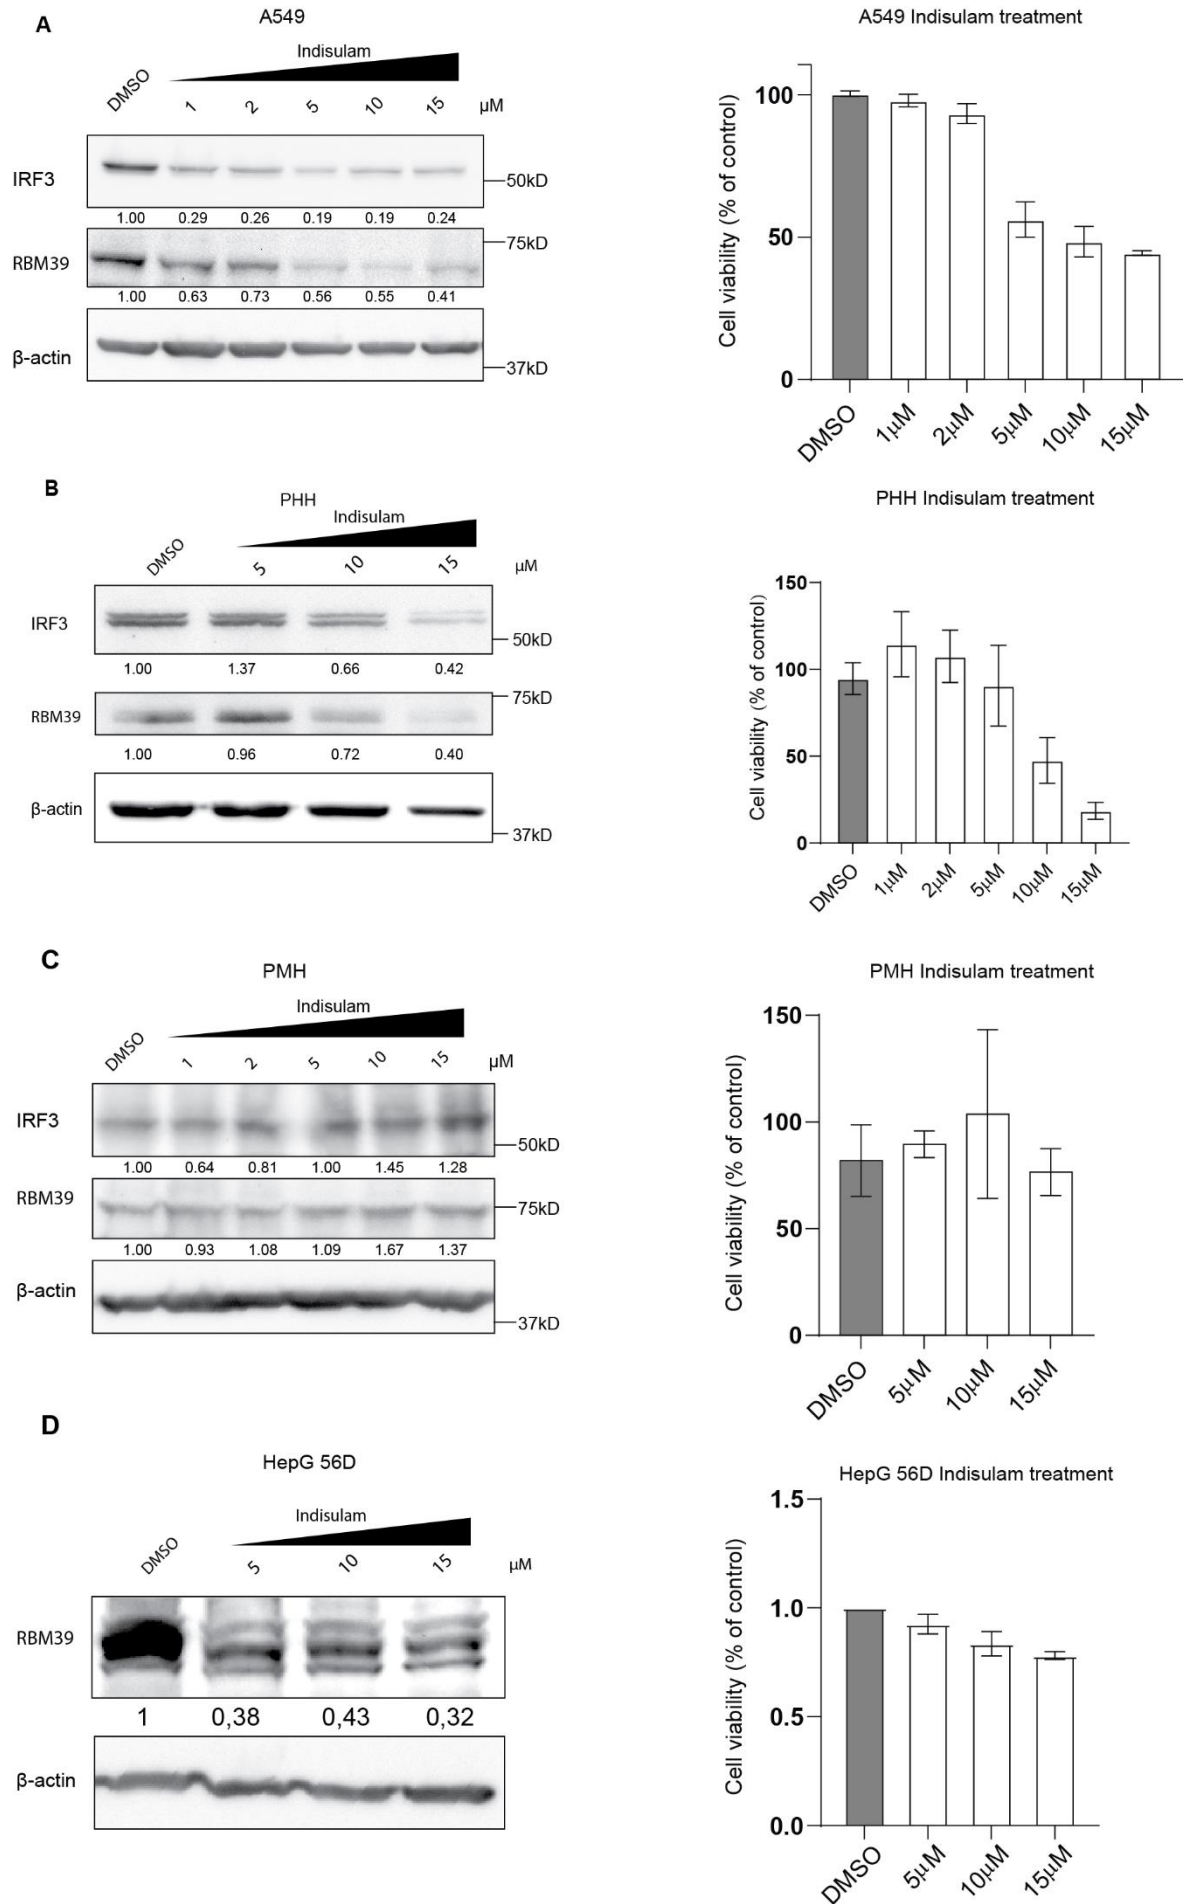 A
A549
Indisulam
DMSO 1 2 5 10 15 µM
IRF3
50kD
1.00 0.29 0.26 0.19 0.19 0.24
75kD
RBM39
1.00 0.63 0.73 0.56 0.55 0.41
β-actin
37kD
A549 Indisulam treatment
Cell viability (% of control)
100
50
0
DMSO 1µM 2µM 5µM 10µM 15µM
B
PHH
Indisulam
DMSO 5 10 15 µM
IRF3
50kD
1.00 1.37 0.66 0.42
75kD
RBM39
1.00 0.96 0.72 0.40
β-actin
37kD
PHH Indisulam treatment
Cell viability (% of control)
150
100
50
0
DMSO 1µM 2µM 5µM 10µM 15µM
C
PMH
Indisulam
DMSO 1 2 5 10 15 µM
IRF3
50kD
1.00 0.64 0.81 1.00 1.45 1.28
RBM39
75kD
1.00 0.93 1.08 1.09 1.67 1.37
β-actin
37kD
PMH Indisulam treatment
Cell viability (% of control)
150
100
50
0
DMSO 5µM 10µM 15µM
D
HepG 56D
Indisulam
DMSO 5 10 15 µM
RBM39
1 0,38 0,43 0,32
β-actin
HepG 56D Indisulam treatment
Cell viability (% of control)
1.5
1.0
0.5
0.0
DMSO 5µM 10µM 15µM